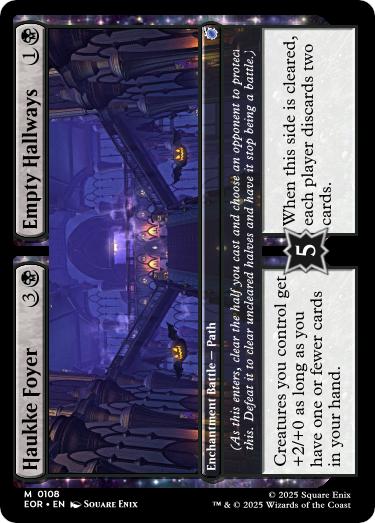 Haukke Foyer
3
Empty Hallways
1
Enchantment Battle — Path
(As this enters, clear the half you cast and choose an opponent to protect
this. Defeat it to clear uncleared halves and have it stop being a battle.)
Creatures you control get
+2/+0 as long as you
have one or fewer cards
in your hand.
When this side is cleared,
each player discards two
cards.
5
M 0108
EOR • EN SQUARE ENIX
© 2025 Square Enix
™ & © 2025 Wizards of the Coast